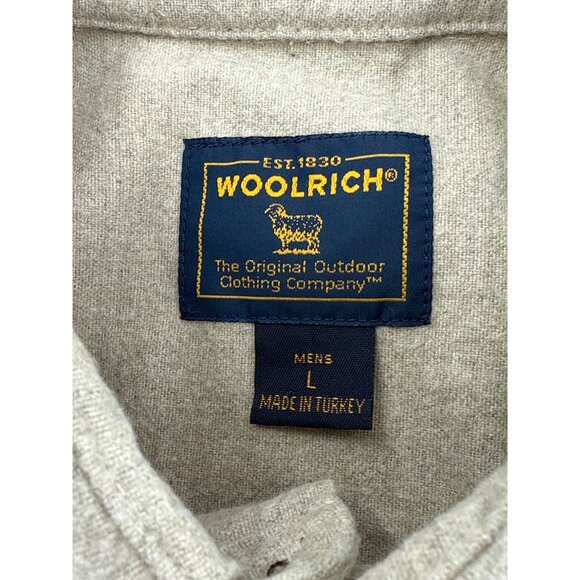 EST. 1830
WOOLRICH®
The Original Outdoor
Clothing Company™
MENS
L
MADE IN TURKEY